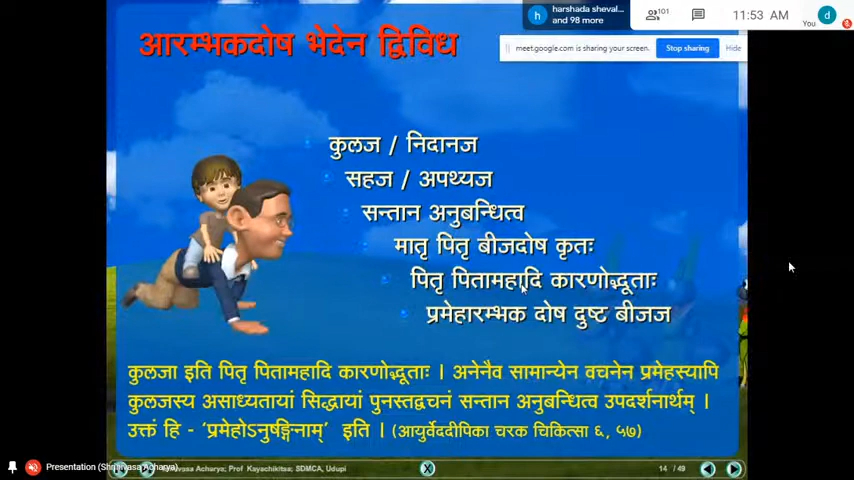 आरम्भकदोष भेदेन द्विविध
harshada sheval...
and 98 more
101
11:53 AM
d
You
h
meet.google.com is sharing your screen.
Stop sharing
Hide
कुलज / निदानज
सहज / अपथ्यज
सन्तान अनुबन्धित्व
मातृ पितृ बीजदोष कृतः
पितृ पितामहादि कारणोद्भूताः
प्रमेहारम्भक दोष दुष्ट बीजज
कुलजा इति पितृ पितामहादि कारणोद्भूताः । अनेनैव सामान्येन वचनेन प्रमेहस्यापि
कुलजस्य असाध्यतायां सिद्धायां पुनस्तद्वचनं सन्तान अनुबन्धित्व उपदर्शनार्थम् ।
उक्तं हि - 'प्रमेहोऽनुषङ्गिनाम्' इति । (आयुर्वेददीपिका चरक चिकित्सा ६, ५७)
Presentation (Shrinivasa Acharya)
Acharya; Prof Kayachikitsa; SDMCA, Udupi
14 / 49